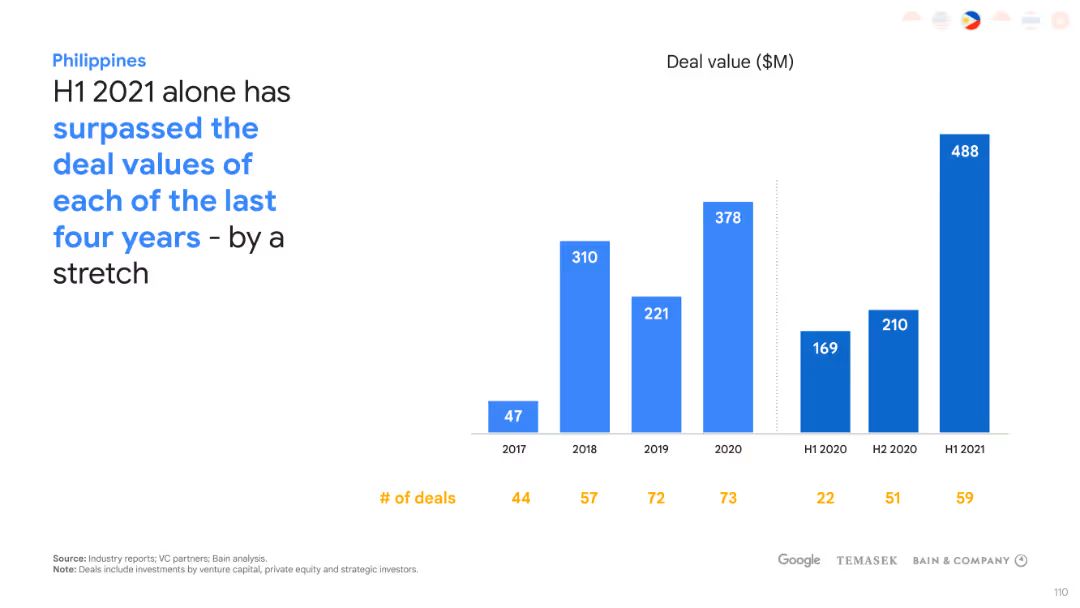 Philippines
H1 2021 alone has
surpassed the
deal values of
each of the last
four years - by a
stretch
Deal value ($M)
47
310
221
378
169
210
488
2017
2018
2019
2020
H1 2020
H2 2020
H1 2021
# of deals
44
57
72
73
22
51
59
Source: Industry reports; VC partners; Bain analysis.
Note: Deals include investments by venture capital, private equity and strategic investors.
Google
TEMASEK
BAIN & COMPANY
110